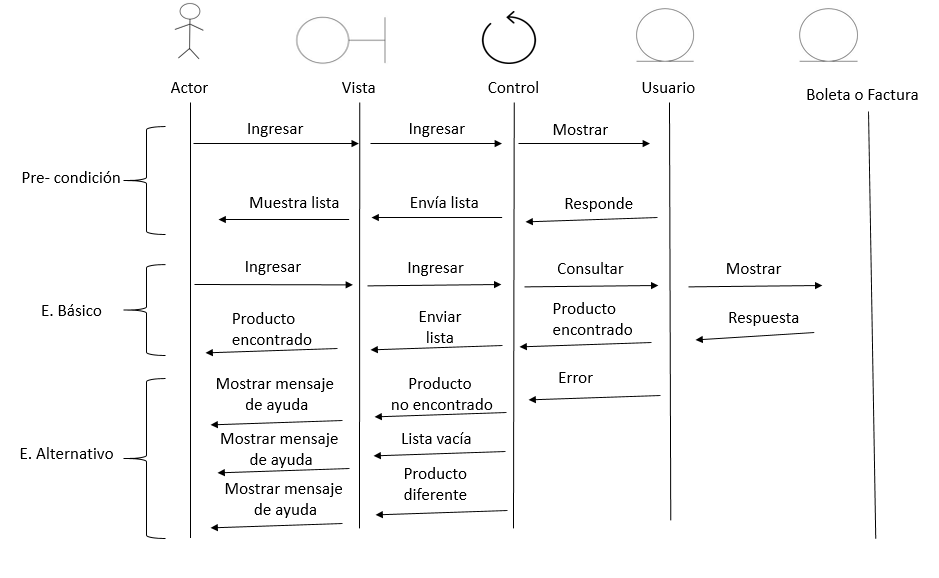 Actor
Vista
Control
Usuario
Boleta o Factura
Pre- condición
Ingresar
Ingresar
Mostrar
Muestra lista
Envía lista
Responde
E. Básico
Ingresar
Ingresar
Consultar
Mostrar
Producto
encontrado
Enviar
lista
Producto
encontrado
Respuesta
E. Alternativo
Mostrar mensaje
de ayuda
Producto
no encontrado
Error
Mostrar mensaje
de ayuda
Lista vacía
Mostrar mensaje
de ayuda
Producto
diferente